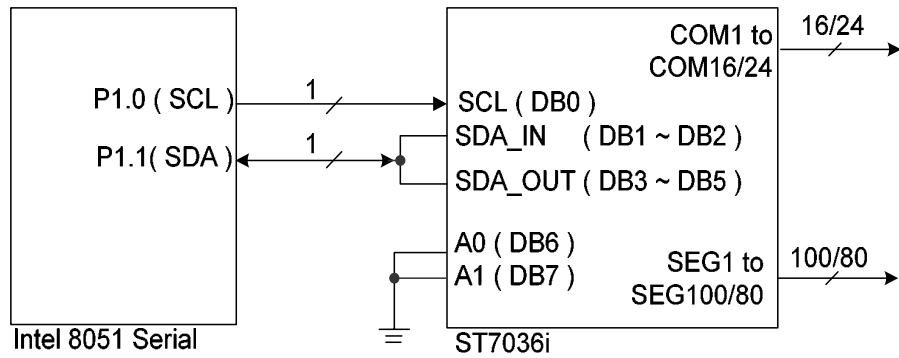 COM1 to
COM16/24
16/24
P1.0 ( SCL )
1
SCL ( DB0 )
P1.1( SDA )
1
SDA_IN ( DB1 ~ DB2 )
SDA_OUT ( DB3 ~ DB5 )
A0 ( DB6 )
A1 ( DB7 )
SEG1 to
SEG100/80
100/80
Intel 8051 Serial
ST7036i